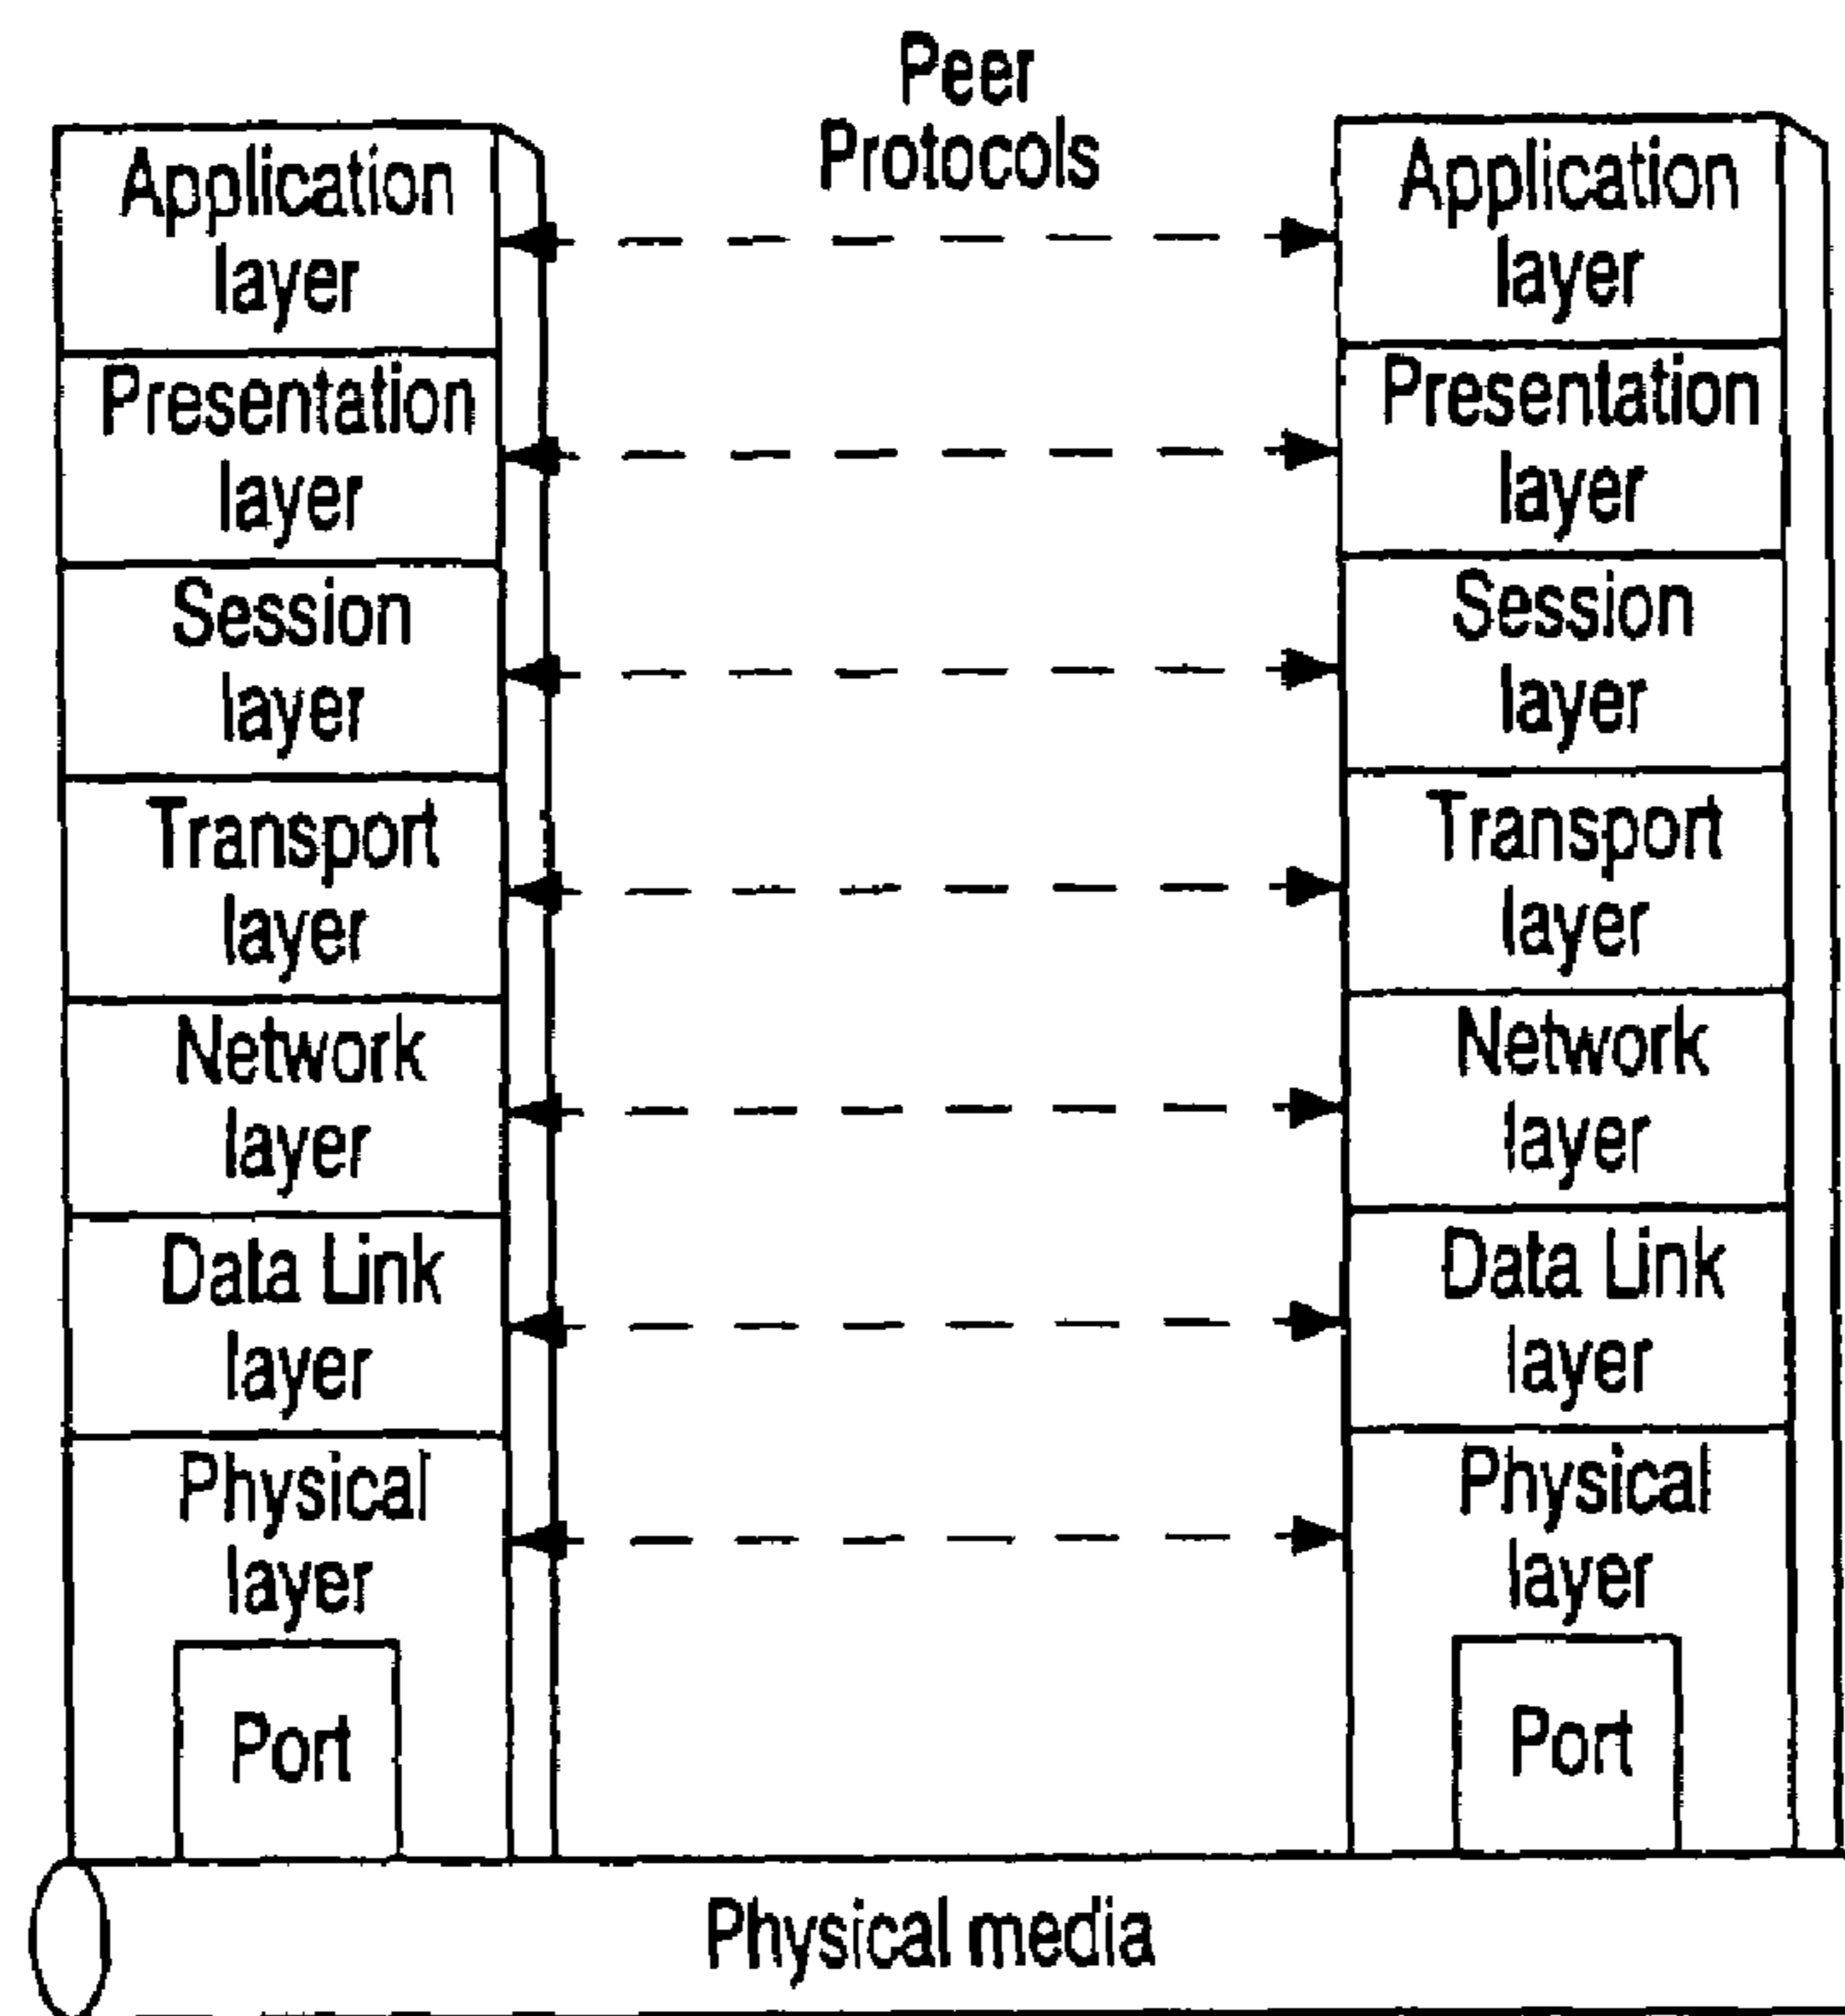 Peer
Protocols
Application
layer
Application
layer
Presentation
layer
Presentation
layer
Session
layer
Session
layer
Transport
layer
Transport
layer
Network
layer
Network
layer
Data Link
layer
Data Link
layer
Physical
layer
Physical
layer
Port
Port
Physical media